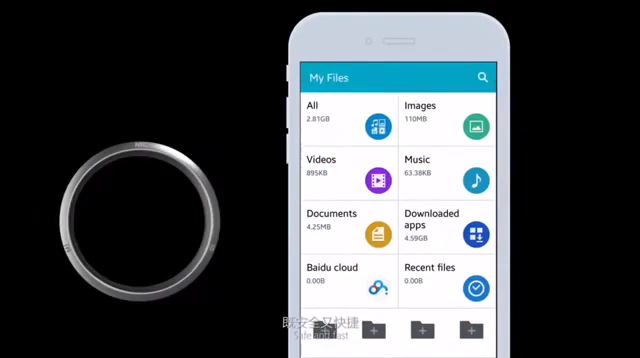 My Files
All
2.81GB
Images
110MB
Videos
895KB
Music
63.38KB
Documents
4.25MB
Downloaded
apps
4.59GB
Baidu cloud
0.00B
Recent files
0.00B
既安全又快捷
Safe and fast